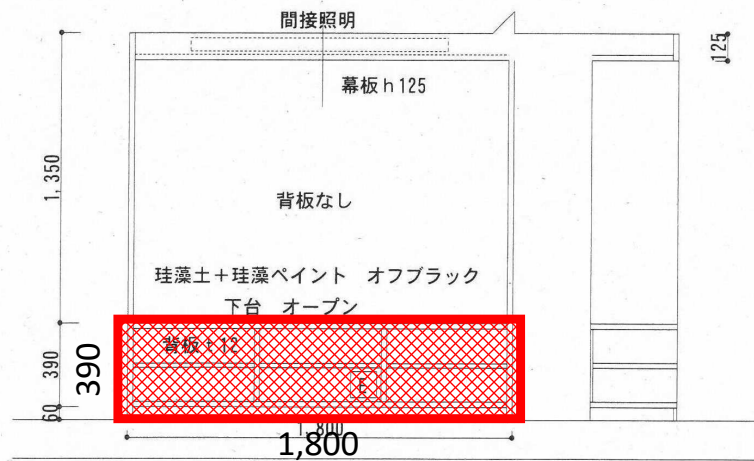 間接照明
125
幕板h125
1,350
背板なし
珪藻土+珪藻ペイント オフブラック
下台 オープン
背板t12
390
390
E
60
1,800
1,800